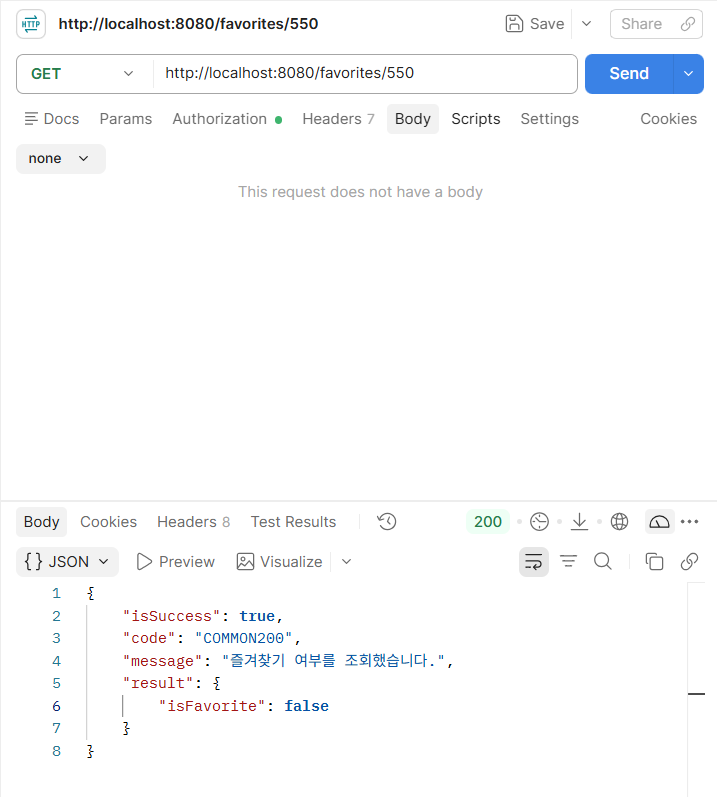 HTTP http://localhost:8080/favorites/550 Save Share
GET http://localhost:8080/favorites/550 Send
Docs Params Authorization Headers 7 Body Scripts Settings Cookies
none
This request does not have a body
Body Cookies Headers 8 Test Results 200
{} JSON Preview Visualize
1 {
2 "isSuccess": true,
3 "code": "COMMON200",
4 "message": "즐겨찾기 여부를 조회했습니다.",
5 "result": {
6 "isFavorite": false
7 }
8 }